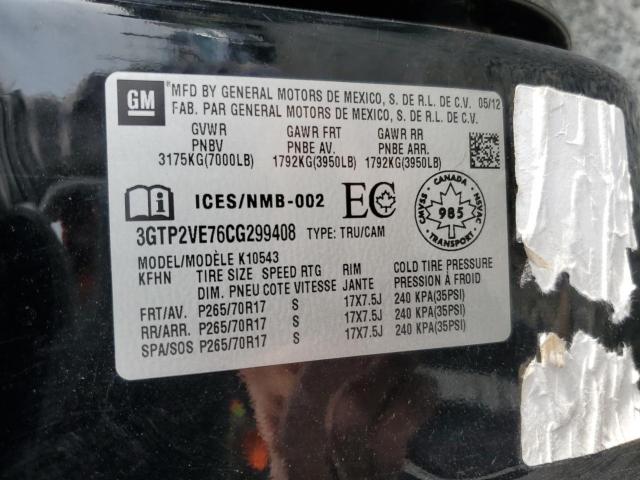 GM
*MFD BY GENERAL MOTORS DE MEXICO, S. DE R.L. DE C.V. 05/12
FAB. PAR GENERAL MOTORS DE MEXICO, S. DE R.L. DE C.V.
GVWR GAWR FRT GAWR RR
PNBV PNBE AV. PNBE ARR.
3175KG(7000LB) 1792KG(3950LB) 1792KG(3950LB)
i ICES/NMB-002 EC CANADA 985 TRANSPORT CMVSS NSVAC
3GTP2VE76CG299408 TYPE: TRU/CAM
MODEL/MODÈLE K10543
KFHN TIRE SIZE SPEED RTG RIM COLD TIRE PRESSURE
DIM. PNEU COTE VITESSE JANTE PRESSION À FROID
FRT/AV. P265/70R17 S 17X7.5J 240 KPA(35PSI)
RR/ARR. P265/70R17 S 17X7.5J 240 KPA(35PSI)
SPA/SOS P265/70R17 S 17X7.5J 240 KPA(35PSI)